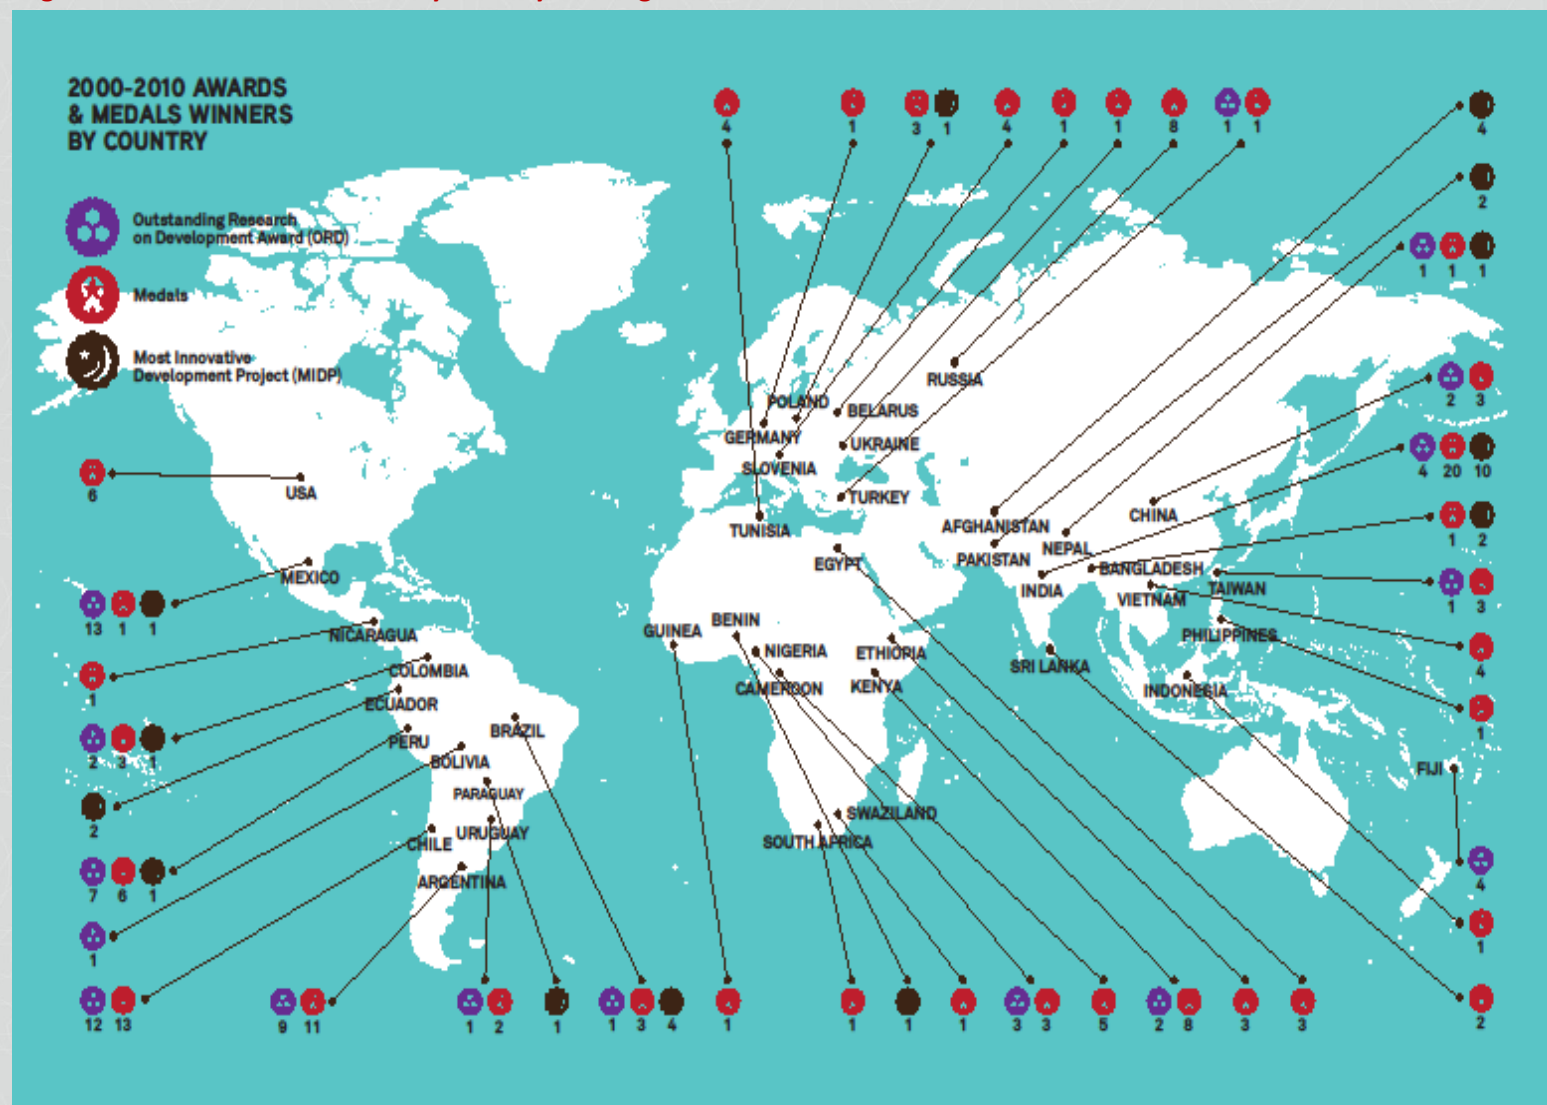 2000-2010 AWARDS
& MEDALS WINNERS
BY COUNTRY
Outstanding Research
on Development Award (ORD)
Medals
Most Innovative
Development Project (MIDP)
4
1
3 1
4
1
1
8
1 1
4
2
1 1 1
2 3
4 20 10
1 2
1 3
4
1
4
1
2
6
13 1 1
1
2 3 1
2
7 6 1
1
12 13
9 11
1 2
1
1 3 4
1
1
1
1
3 3
5
2 8
3
3
RUSSIA
POLAND
BELARUS
GERMANY
UKRAINE
SLOVENIA
TURKEY
TUNISIA
EGYPT
USA
MEXICO
NICARAGUA
COLOMBIA
ECUADOR
PERU
BRAZIL
BOLIVIA
PARAGUAY
URUGUAY
CHILE
ARGENTINA
GUINEA
BENIN
NIGERIA
CAMEROON
ETHIOPIA
KENYA
SWAZILAND
SOUTH AFRICA
AFGHANISTAN
PAKISTAN
NEPAL
CHINA
INDIA
BANGLADESH
VIETNAM
TAIWAN
PHILIPPINES
SRI LANKA
INDONESIA
FIJI